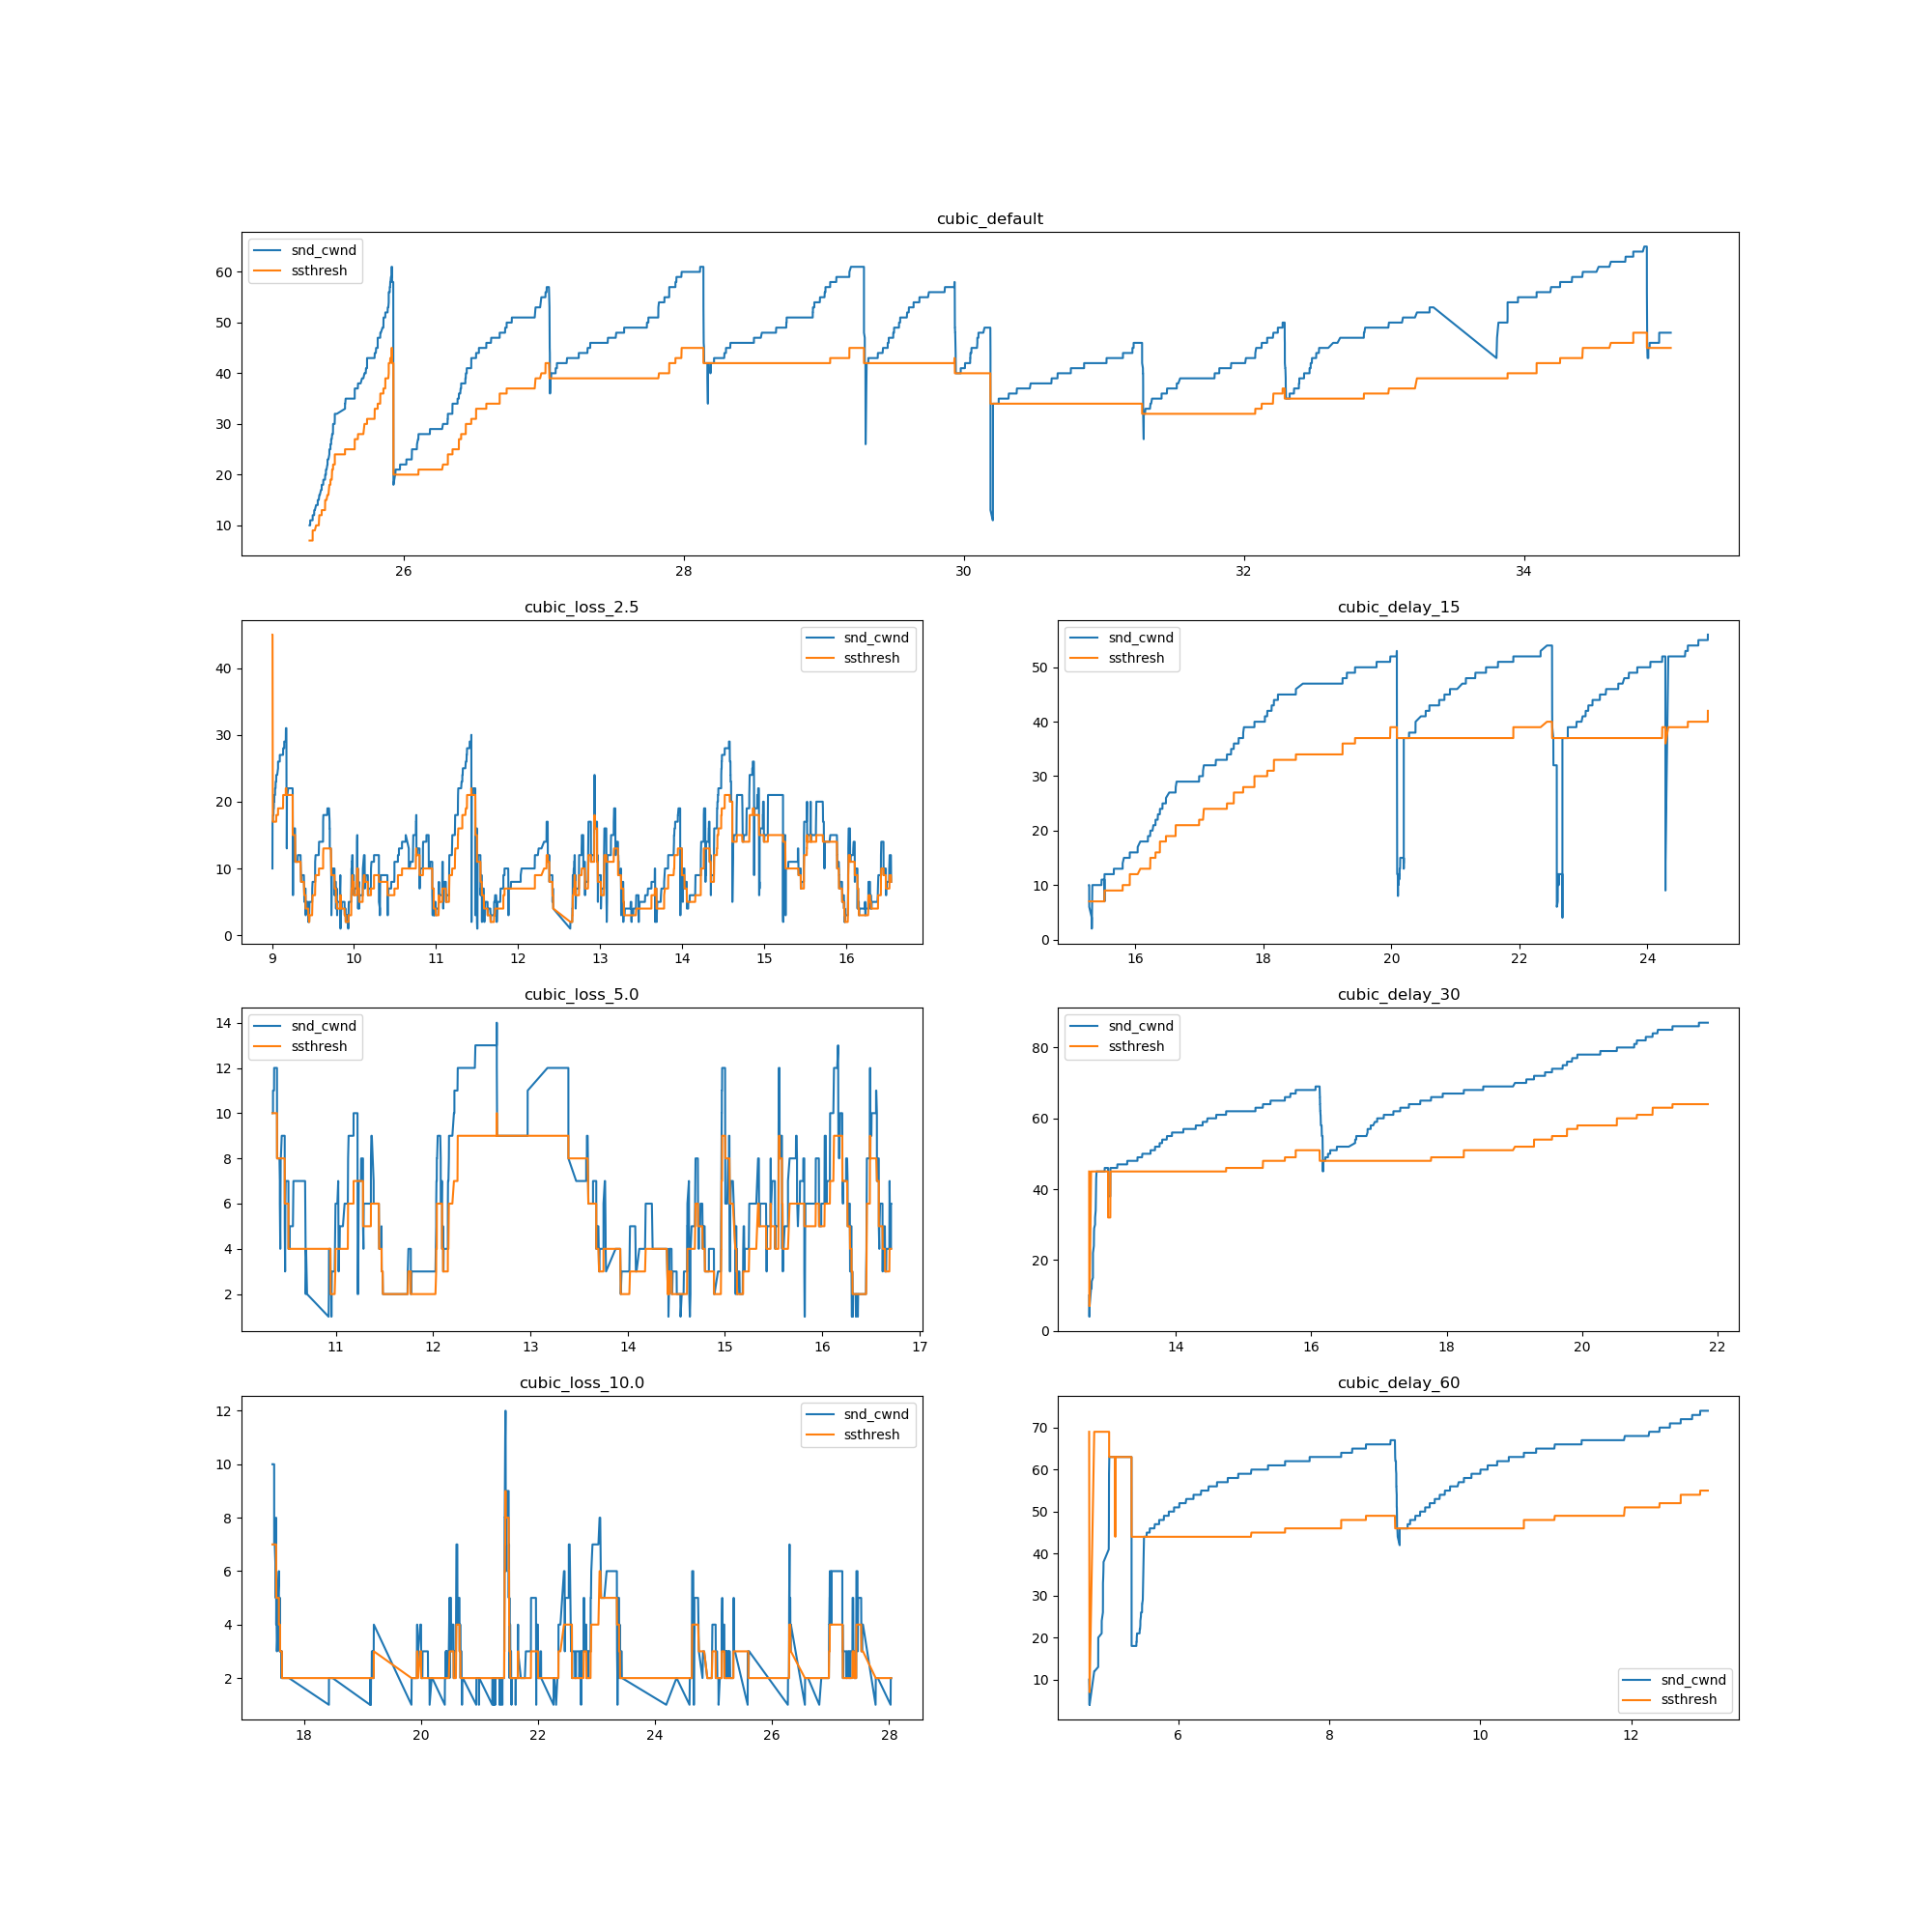 cubic_default
snd_cwnd
ssthresh
60
50
40
30
20
10
26 28 30 32 34
cubic_loss_2.5
snd_cwnd
ssthresh
40
30
20
10
0
9 10 11 12 13 14 15 16
cubic_delay_15
snd_cwnd
ssthresh
50
40
30
20
10
0
16 18 20 22 24
cubic_loss_5.0
snd_cwnd
ssthresh
14
12
10
8
6
4
2
11 12 13 14 15 16 17
cubic_delay_30
snd_cwnd
ssthresh
80
60
40
20
0
14 16 18 20 22
cubic_loss_10.0
snd_cwnd
ssthresh
12
10
8
6
4
2
18 20 22 24 26 28
cubic_delay_60
70
60
50
40
30
20
10
snd_cwnd
ssthresh
6 8 10 12